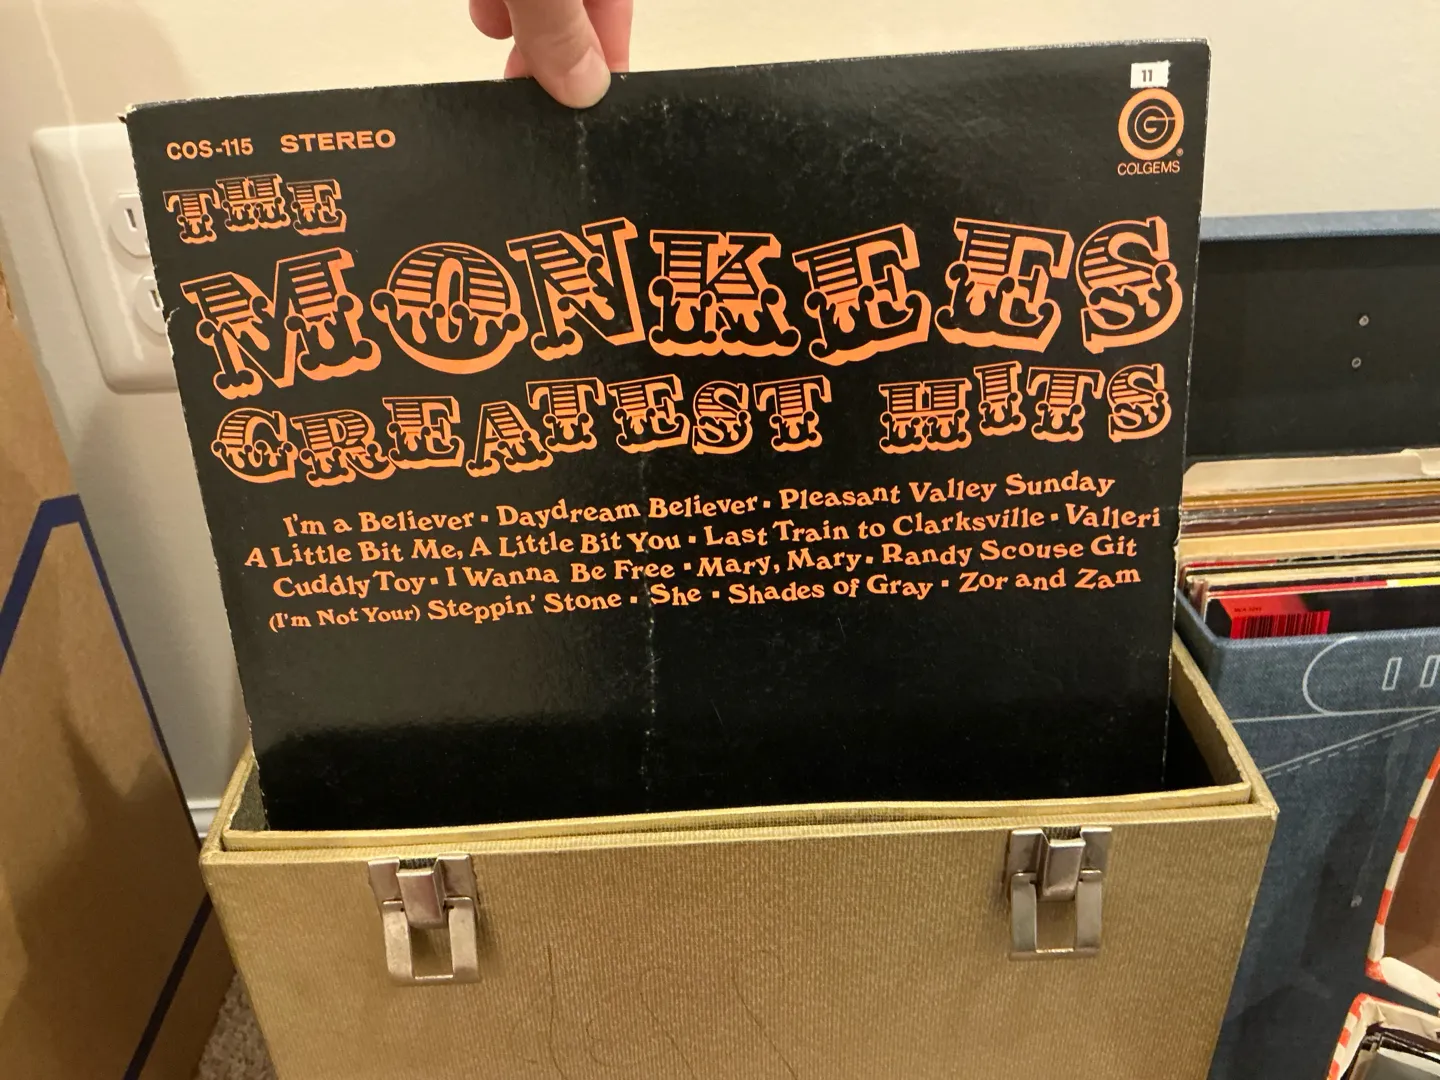 11
COLGEMS
COS-115 STEREO
THE
MONKEES
GREATEST HITS
I'm a Believer ▪ Daydream Believer ▪ Pleasant Valley Sunday
A Little Bit Me, A Little Bit You ▪ Last Train to Clarksville ▪ Valleri
Cuddly Toy ▪ I Wanna Be Free ▪ Mary, Mary ▪ Randy Scouse Git
(I'm Not Your) Steppin' Stone ▪ She ▪ Shades of Gray ▪ Zor and Zam